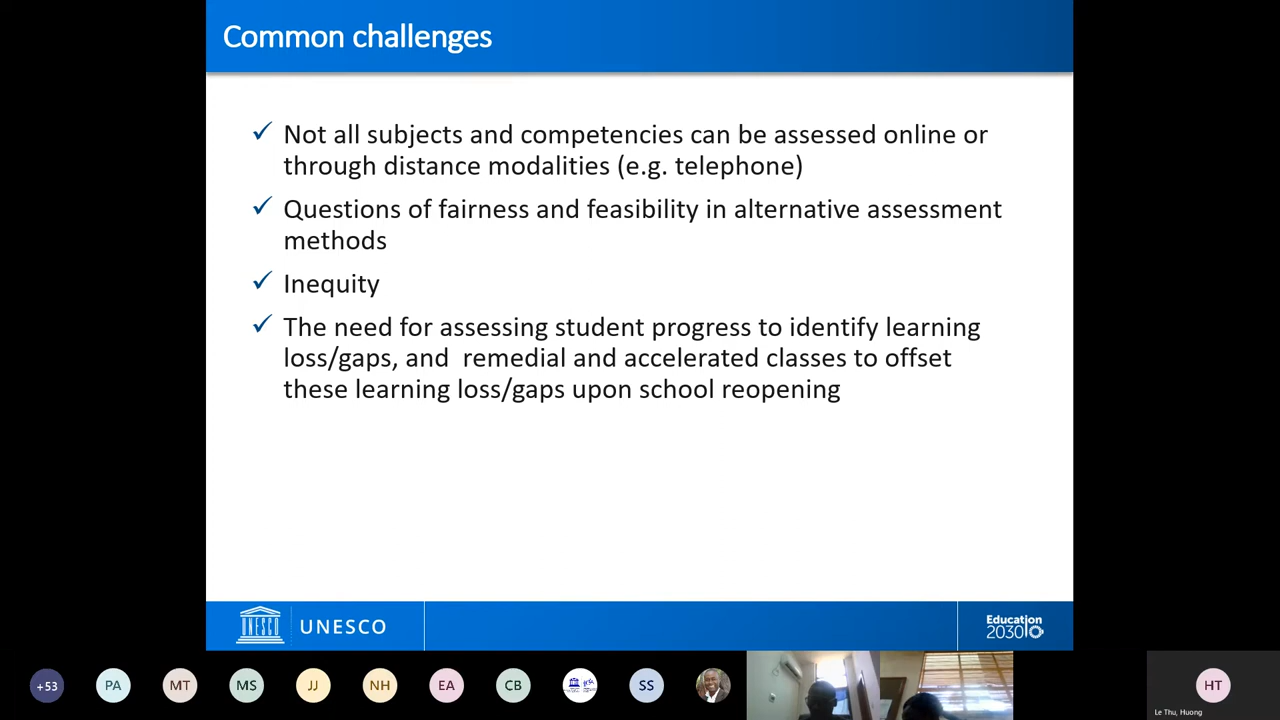 Common challenges
✓ Not all subjects and competencies can be assessed online or
through distance modalities (e.g. telephone)
✓ Questions of fairness and feasibility in alternative assessment
methods
✓ Inequity
✓ The need for assessing student progress to identify learning
loss/gaps, and  remedial and accelerated classes to offset
these learning loss/gaps upon school reopening
UNESCO
UNESCO
Education
2030
+53
PA
MT
MS
JJ
NH
EA
CB
SS
HT
Le Thu, Huong